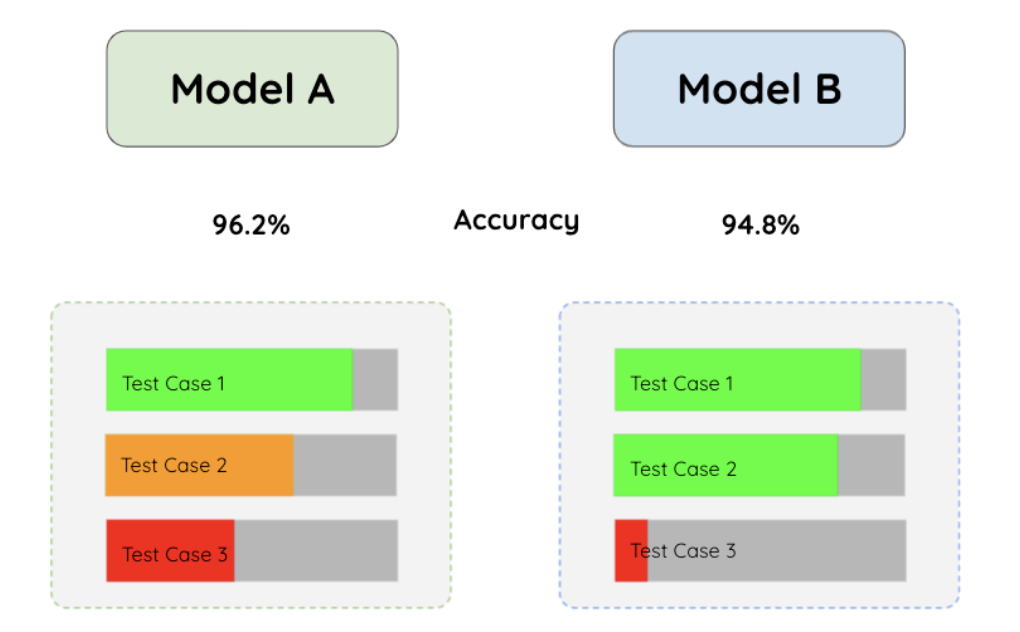 Model A
Model B
96.2%
Accuracy
94.8%
Test Case 1
Test Case 2
Test Case 3
Test Case 1
Test Case 2
Test Case 3